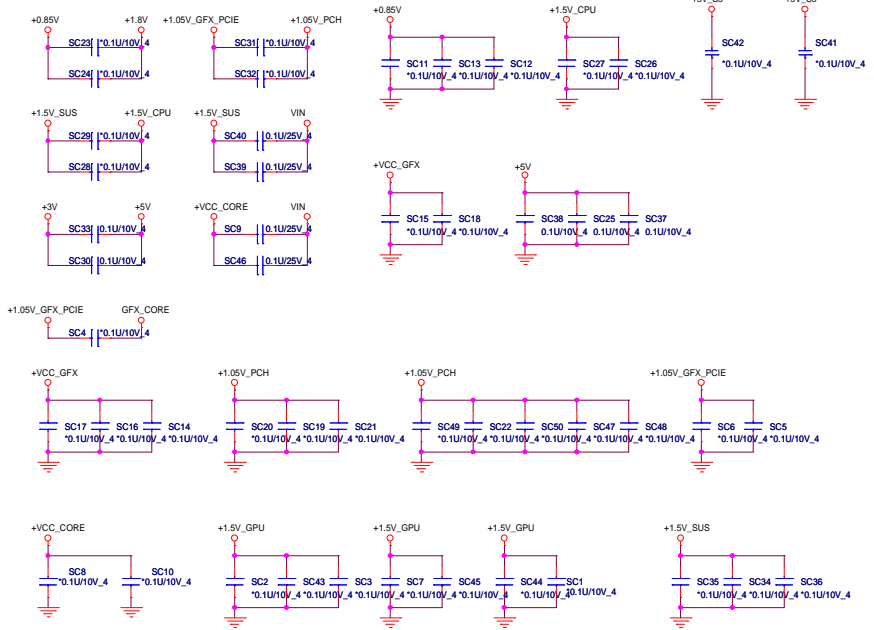 +0.85V +1.8V +1.05V_GFX_PCIE +1.05V_PCH +0.85V +1.5V_CPU
SC23 *0.1U/10V_4 SC31 *0.1U/10V_4
SC24 *0.1U/10V_4 SC32 *0.1U/10V_4
SC11 SC13 SC12 SC27 SC26
*0.1U/10V_4 *0.1U/10V_4 *0.1U/10V_4 *0.1U/10V_4 *0.1U/10V_4
SC42 SC41
*0.1U/10V_4 *0.1U/10V_4
+1.5V_SUS +1.5V_CPU +1.5V_SUS VIN
SC29 *0.1U/10V_4 SC40 0.1U/25V_4
SC28 *0.1U/10V_4 SC39 0.1U/25V_4
+VCC_GFX +5V
SC15 SC18 SC38 SC25 SC37
*0.1U/10V_4 *0.1U/10V_4 0.1U/10V_4 0.1U/10V_4 0.1U/10V_4
+3V +5V +VCC_CORE VIN
SC33 *0.1U/10V_4 SC9 0.1U/25V_4
SC30 *0.1U/10V_4 SC46 0.1U/25V_4
+1.05V_GFX_PCIE GFX_CORE
SC4 *0.1U/10V_4
+VCC_GFX +1.05V_PCH +1.05V_PCH +1.05V_GFX_PCIE
SC17 SC16 SC14 SC20 SC19 SC21 SC49 SC22 SC50 SC47 SC48 SC6 SC5
*0.1U/10V_4 *0.1U/10V_4 *0.1U/10V_4 *0.1U/10V_4 *0.1U/10V_4 *0.1U/10V_4 *0.1U/10V_4 *0.1U/10V_4 *0.1U/10V_4 *0.1U/10V_4 *0.1U/10V_4 *0.1U/10V_4 *0.1U/10V_4
+VCC_CORE +1.5V_GPU +1.5V_GPU +1.5V_GPU +1.5V_SUS
SC8 SC10 SC2 SC43 SC3 SC7 SC45 SC44 SC1 SC35 SC34 SC36
*0.1U/10V_4 *0.1U/10V_4 *0.1U/10V_4 *0.1U/10V_4 *0.1U/10V_4 *0.1U/10V_4 *0.1U/10V_4 *0.1U/10V_4 *0.1U/10V_4 *0.1U/10V_4 *0.1U/10V_4 *0.1U/10V_4